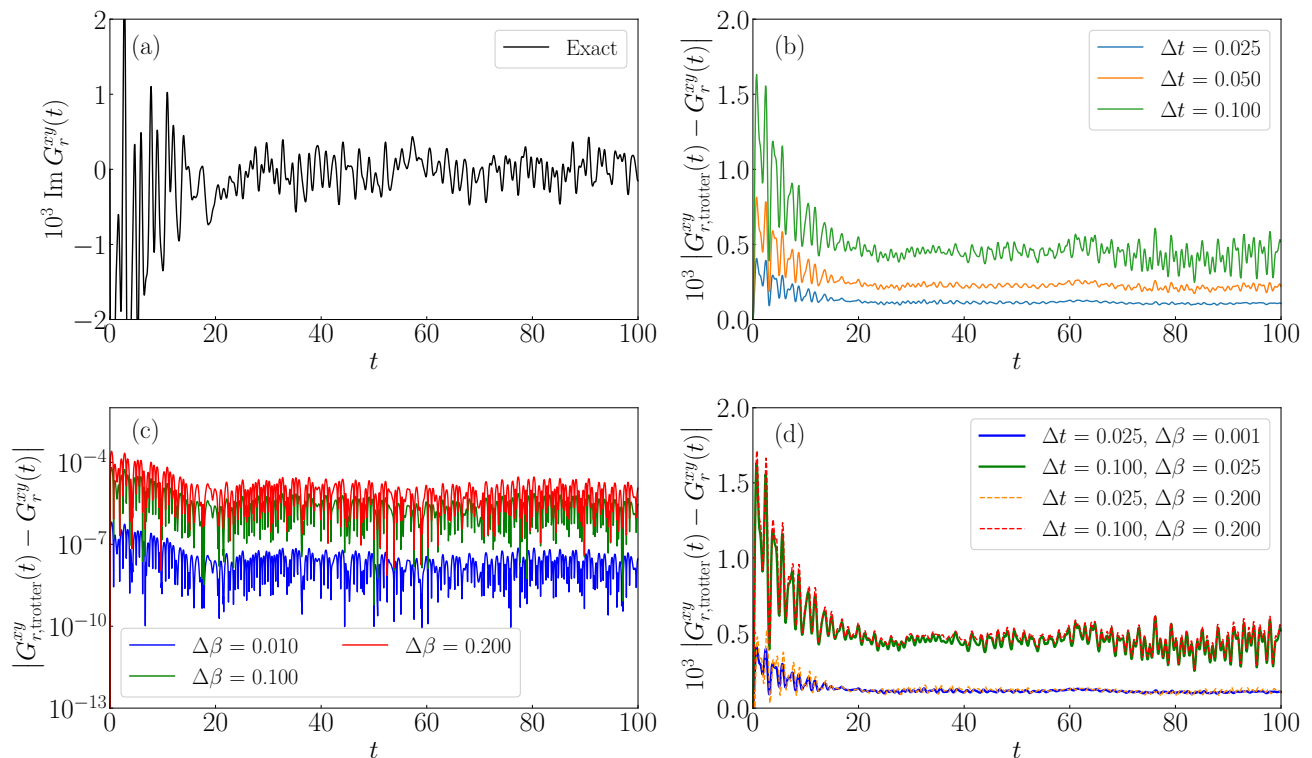 (a)
Exact
10³ Im G_r^{xy}(t)
2
1
0
−1
−2
0 20 40 60 80 100
t
(b)
Δt = 0.025
Δt = 0.050
Δt = 0.100
10³ |G_{r,trotter}^{xy}(t) − G_r^{xy}(t)|
2.0
1.5
1.0
0.5
0.0
0 20 40 60 80 100
t
(c)
|G_{r,trotter}^{xy}(t) − G_r^{xy}(t)|
10⁻⁴
10⁻⁷
10⁻¹⁰
10⁻¹³
Δβ = 0.010
Δβ = 0.100
Δβ = 0.200
0 20 40 60 80 100
t
(d)
Δt = 0.025, Δβ = 0.001
Δt = 0.100, Δβ = 0.025
Δt = 0.025, Δβ = 0.200
Δt = 0.100, Δβ = 0.200
10³ |G_{r,trotter}^{xy}(t) − G_r^{xy}(t)|
2.0
1.5
1.0
0.5
0.0
0 20 40 60 80 100
t